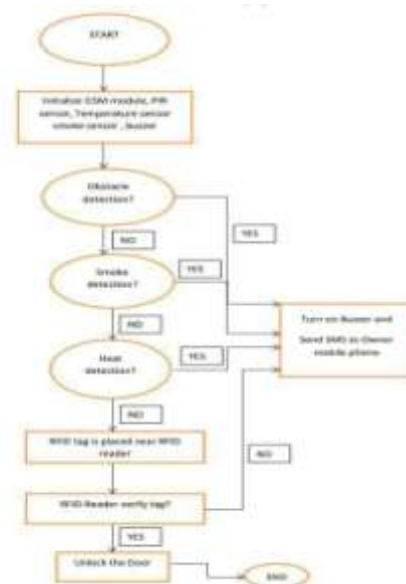 START
Initialize GSM module, PIR
sensor, Temperature sensor
smoke sensor , buzzer
Obstacle
detection?
NO
YES
Smoke
detection?
YES
NO
Turn on Buzzer and
Send SMS to Owner
mobile phone
Heat
detection?
YES
NO
RFID tag is placed near RFID
reader
NO
RFID Reader verify tag?
YES
Unlock the Door
END